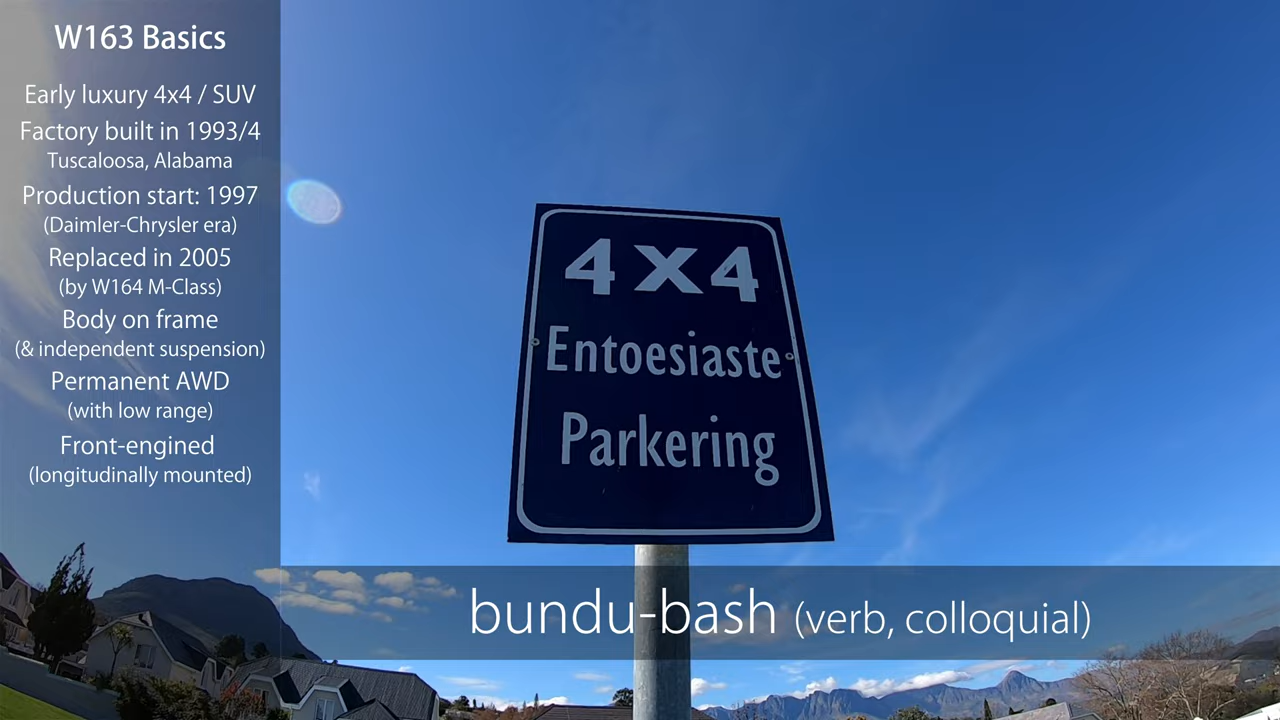 W163 Basics
Early luxury 4x4 / SUV
Factory built in 1993/4
Tuscaloosa, Alabama
Production start: 1997
(Daimler-Chrysler era)
Replaced in 2005
(by W164 M-Class)
Body on frame
(& independent suspension)
Permanent AWD
(with low range)
Front-engined
(longitudinally mounted)
4X4
Entoesiaste
Parkering
bundu-bash (verb, colloquial)